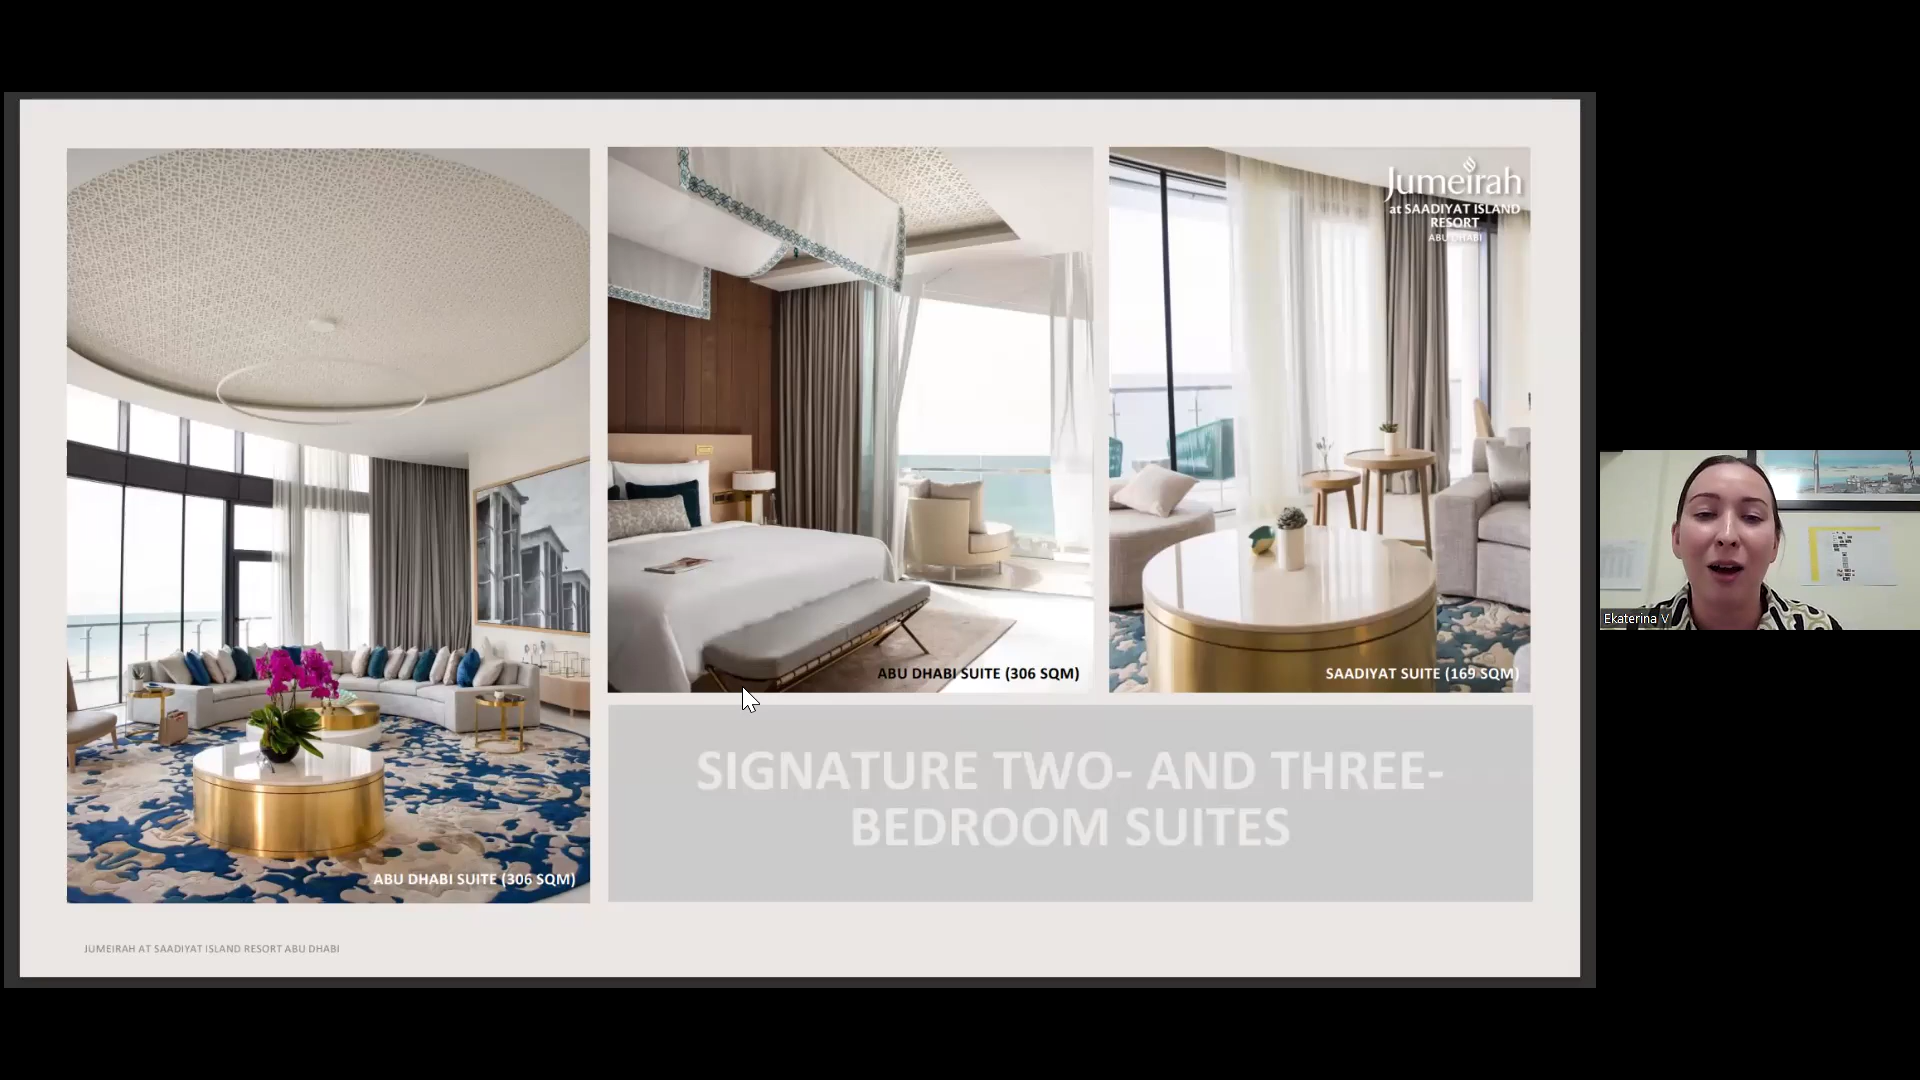 Jumeirah
at SAADIYAT ISLAND
RESORT
ABU DHABI
ABU DHABI SUITE (306 SQM)
SAADIYAT SUITE (169 SQM)
SIGNATURE TWO- AND THREE-
BEDROOM SUITES
ABU DHABI SUITE (306 SQM)
JUMEIRAH AT SAADIYAT ISLAND RESORT ABU DHABI
Ekaterina V